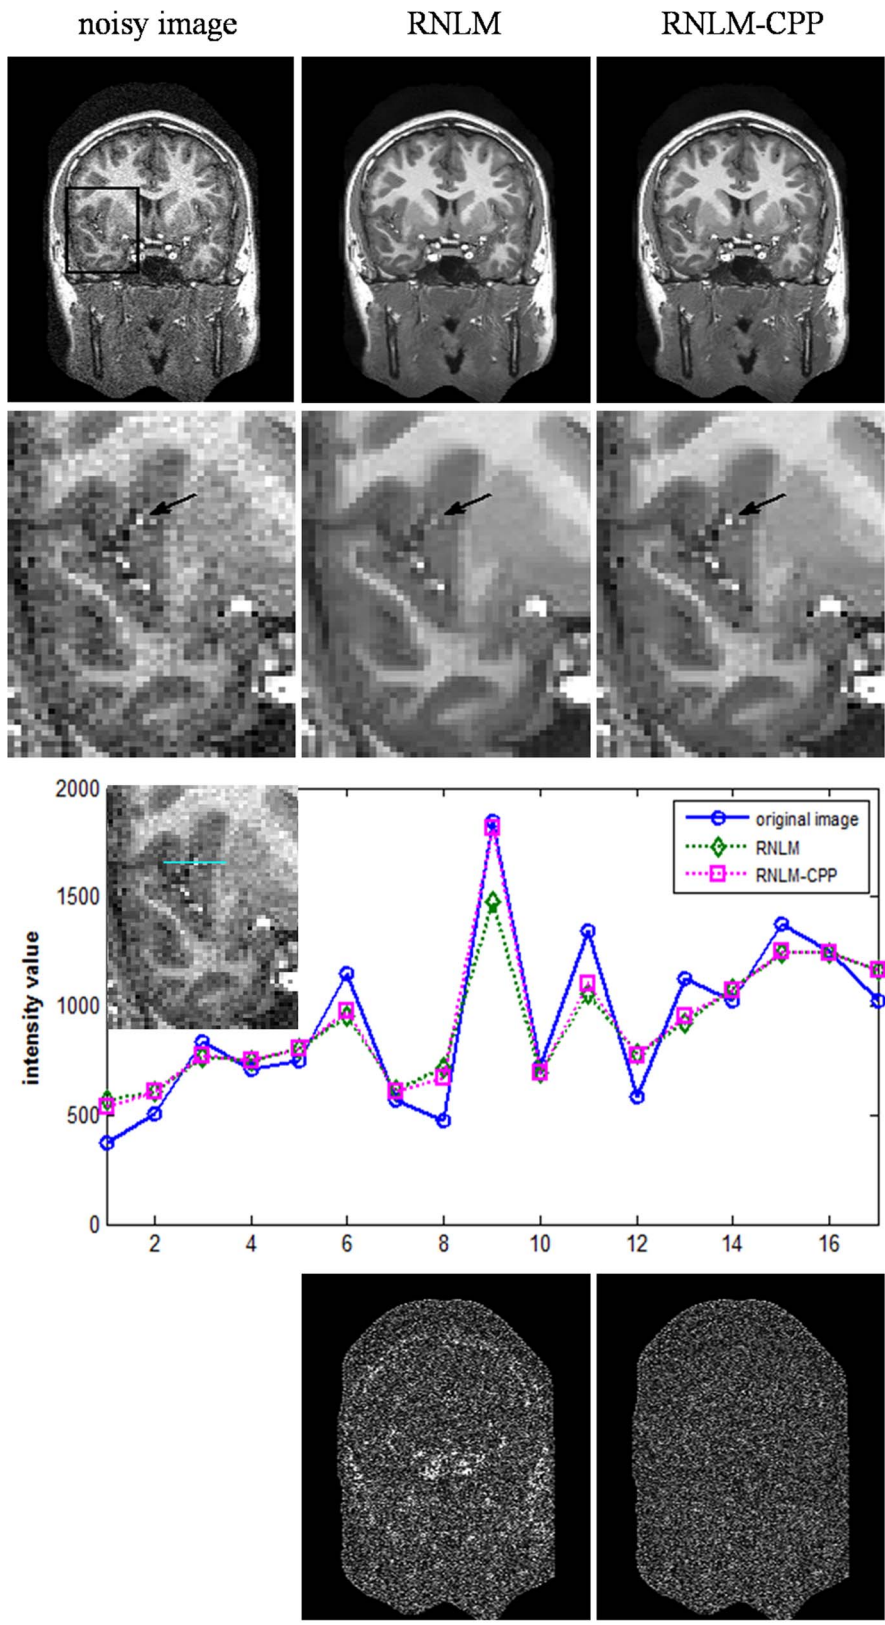 noisy image RNLM RNLM-CPP
2000
1500
1000
500
0
intensity value
original image
RNLM
RNLM-CPP
2 4 6 8 10 12 14 16